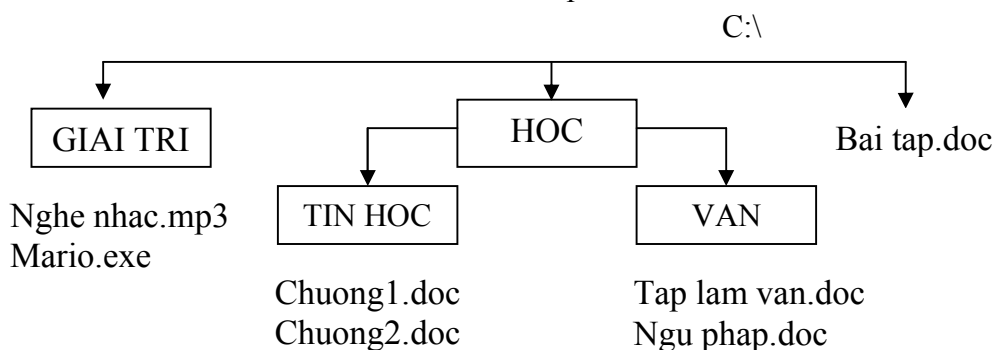 C:\
GIAI TRI
HOC
Bai tap.doc
Nghe nhac.mp3
Mario.exe
TIN HOC
VAN
Chuong1.doc
Chuong2.doc
Tap lam van.doc
Ngu phap.doc